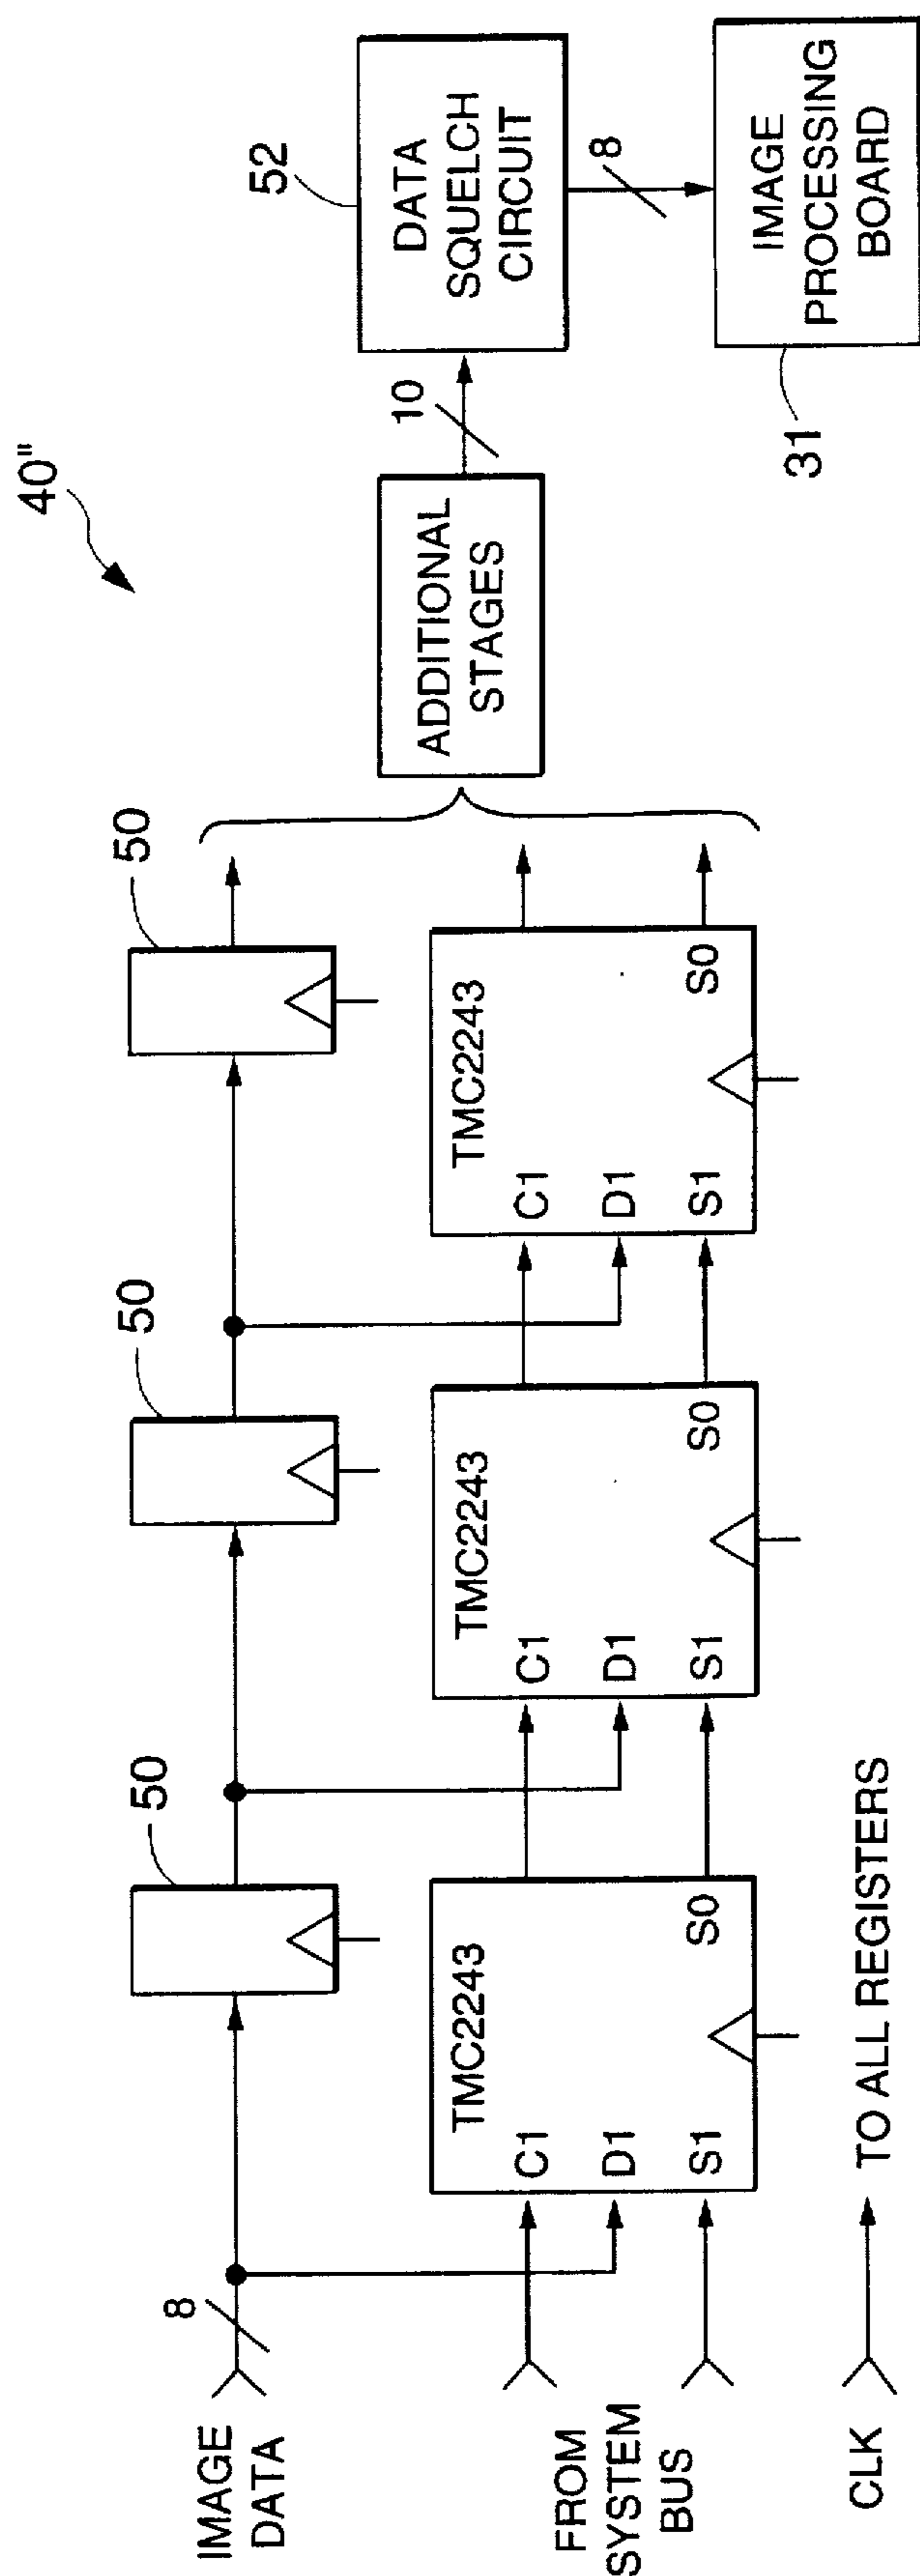 40"
IMAGE
DATA
8
50
50
50
FROM
SYSTEM
BUS
TMC2243
C1
D1
S1
S0
TMC2243
C1
D1
S1
S0
TMC2243
C1
D1
S1
S0
CLK
TO ALL REGISTERS
ADDITIONAL
STAGES
10
52
DATA
SQUELCH
CIRCUIT
8
IMAGE
PROCESSING
BOARD
31